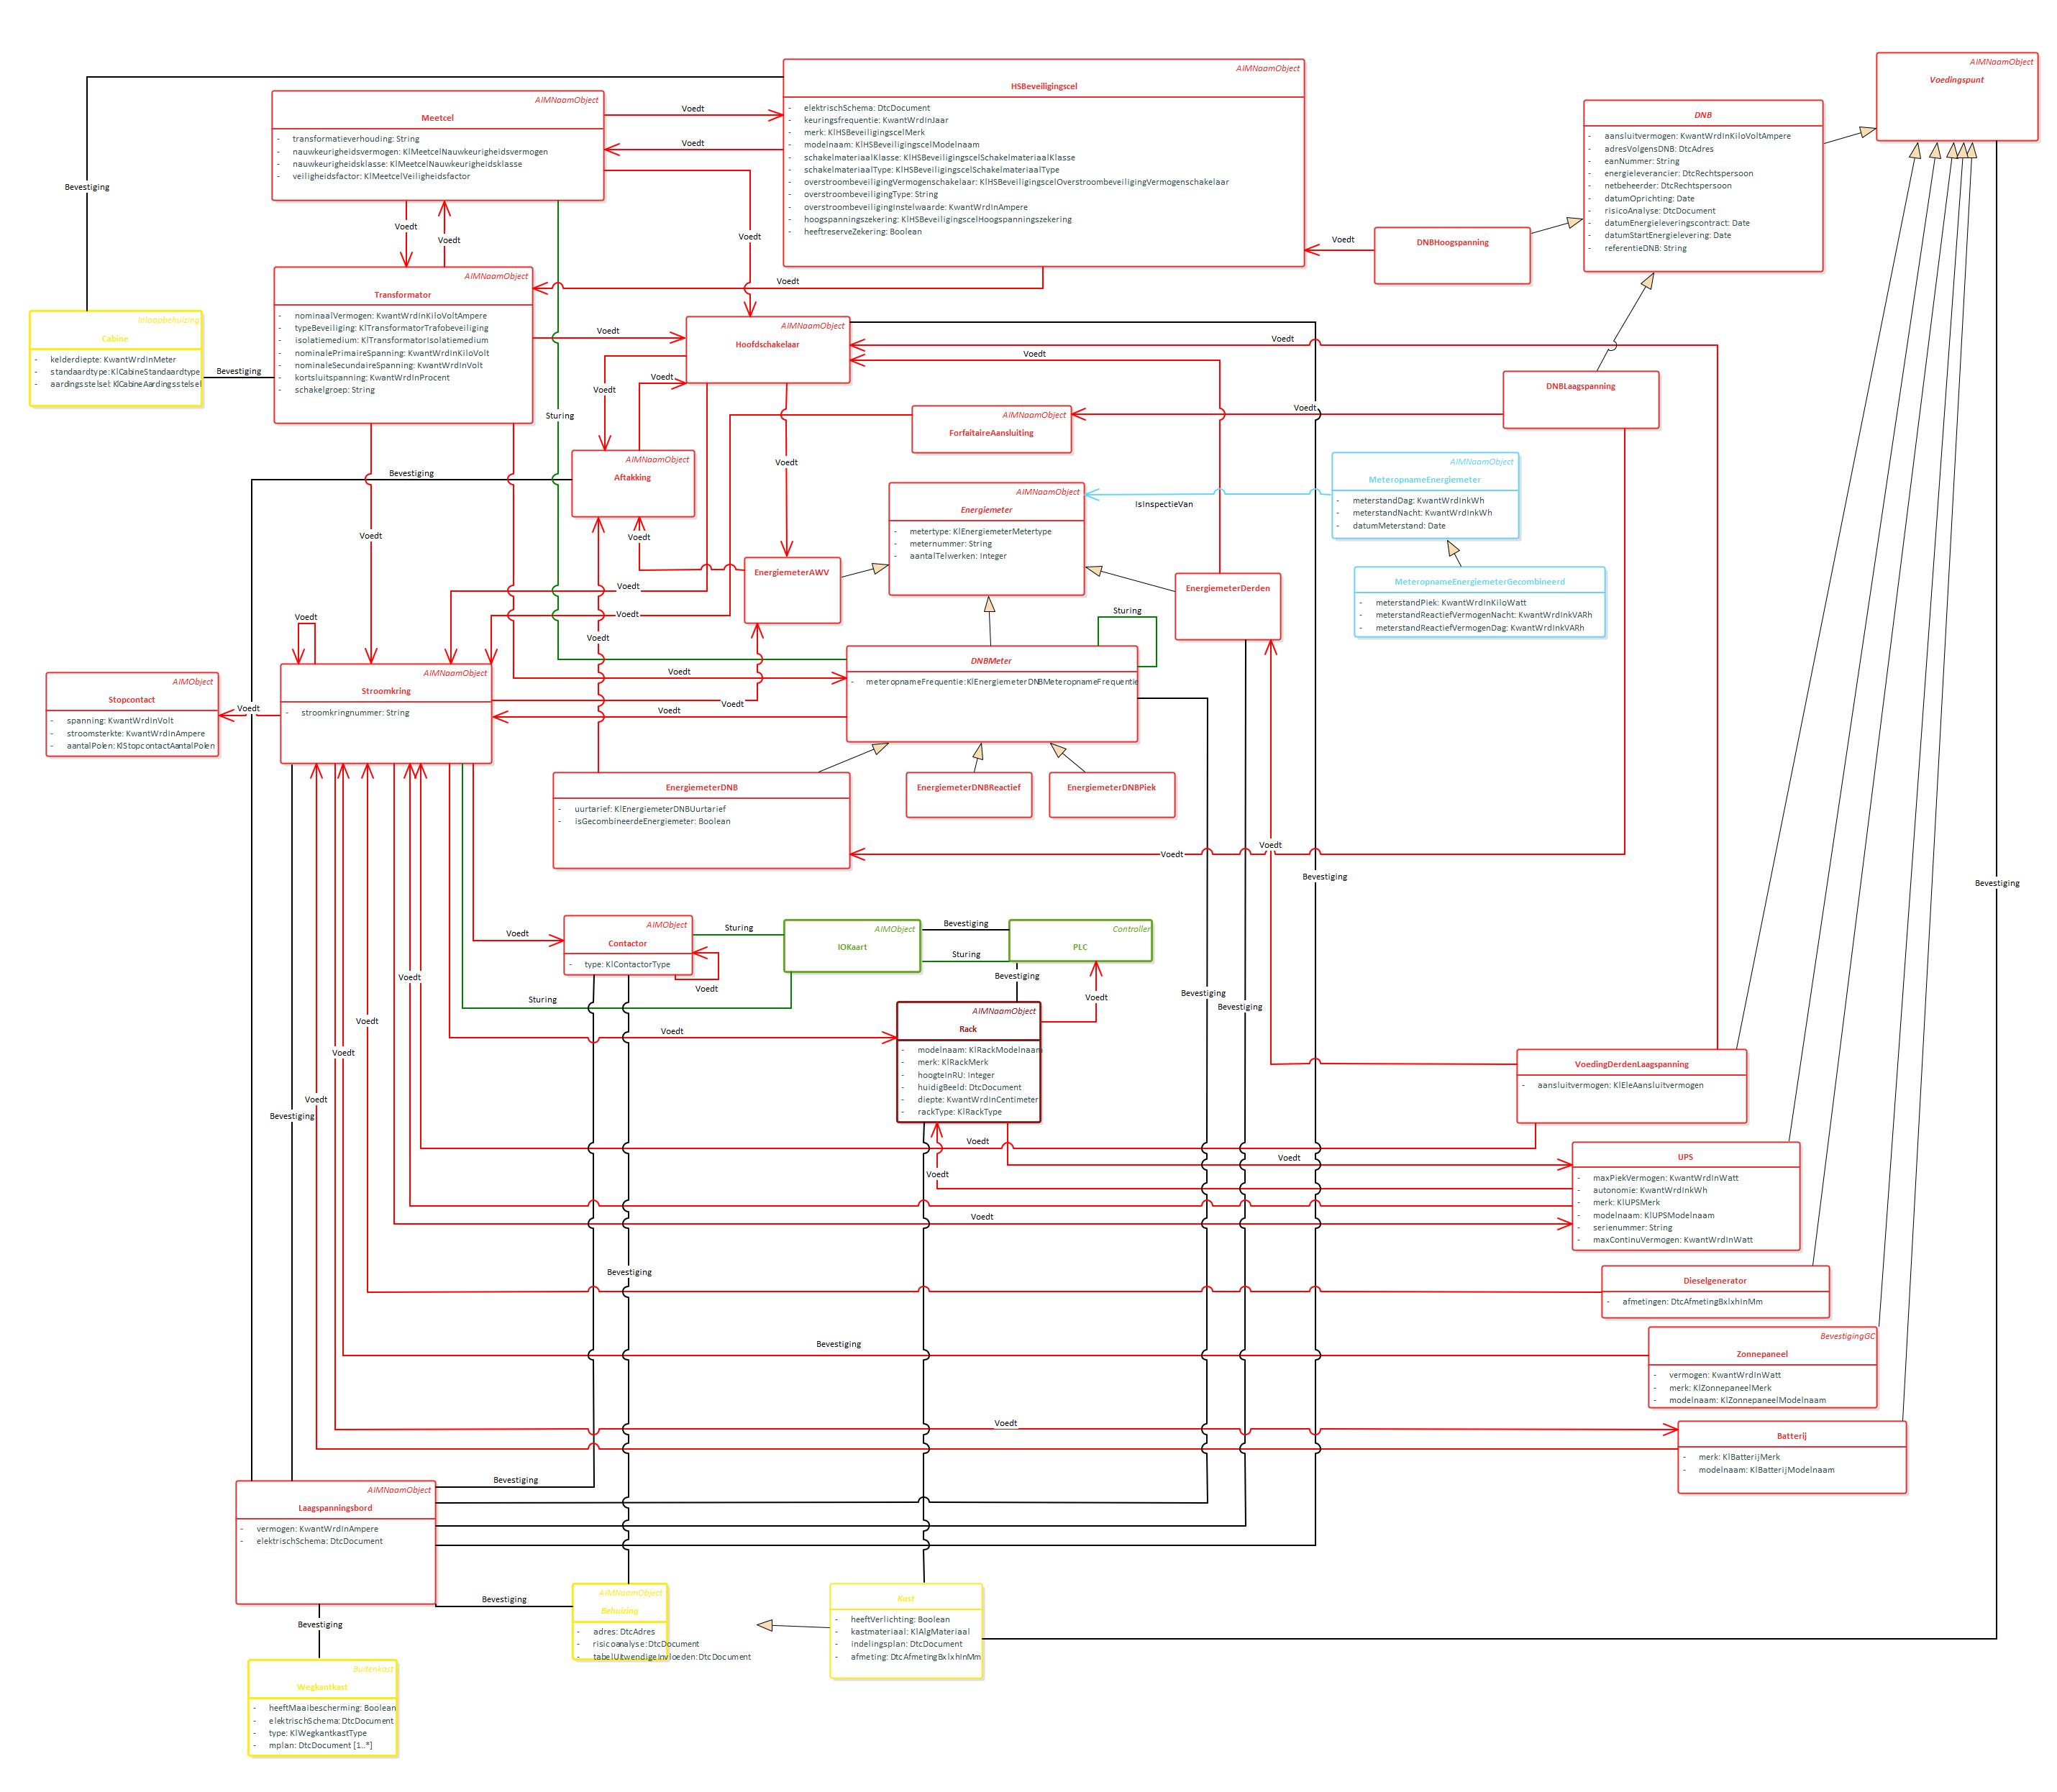 AIMNaamObject
Voedingspunt
AIMNaamObject
HSBeveiligingscel
- elektrischSchema: DtcDocument
- keuringsfrequentie: KwantWrdInJaar
- merk: KlHSBeveiligingscelMerk
- modelnaam: KlHSBeveiligingscelModelnaam
- schakelmateriaalKlasse: KlHSBeveiligingscelSchakelmateriaalKlasse
- schakelmateriaalType: KlHSBeveiligingscelSchakelmateriaalType
- overstroombeveiligingVermogenschakelaar: KlHSBeveiligingscelOverstroombeveiligingVermogenschakelaar
- overstroombeveiligingType: String
- overstroombeveiligingInstelwaarde: KwantWrdInAmpere
- hoogspanningszekering: KlHSBeveiligingscelHoogspanningszekering
- heeftreserveZekering: Boolean
AIMNaamObject
Meetcel
- transformatieverhouding: String
- nauwkeurigheidsvermogen: KlMeetcelNauwkeurigheidsvermogen
- nauwkeurigheidsklasse: KlMeetcelNauwkeurigheidsklasse
- veiligheidsfactor: KlMeetcelVeiligheidsfactor
Voedt
Voedt
DNB
- aansluitvermogen: KwantWrdInKiloVoltAmpere
- adresVolgensDNB: DtcAdres
- eanNummer: String
- energieleverancier: DtcRechtspersoon
- netbeheerder: DtcRechtspersoon
- datumOprichting: Date
- risicoAnalyse: DtcDocument
- datumEnergieleveringscontract: Date
- datumStartEnergielevering: Date
- referentieDNB: String
Bevestiging
Voedt
Voedt
Voedt
Voedt
DNBHoogspanning
AIMNaamObject
Transformator
- nominaalVermogen: KwantWrdInKiloVoltAmpere
- typeBeveiliging: KlTransformatorTrafobeveiliging
- isolatiemedium: KlTransformatorIsolatiemedium
- nominalePrimaireSpanning: KwantWrdInKiloVolt
- nominaleSecundaireSpanning: KwantWrdInVolt
- kortsluitspanning: KwantWrdInProcent
- schakelgroep: String
Voedt
Inloopbehuizing
Cabine
- kelderdiepte: KwantWrdInMeter
- standaardtype: KlCabineStandaardtype
- aardingsstelsel: KlCabineAardingsstelsel
Bevestiging
Voedt
AIMNaamObject
Hoofdschakelaar
Voedt
Voedt
Voedt
Voedt
DNBLaagspanning
Sturing
AIMNaamObject
ForfaitaireAansluiting
Voedt
Bevestiging
AIMNaamObject
Aftakking
Voedt
AIMNaamObject
MeteropnameEnergiemeter
- meterstandDag: KwantWrdInkWh
- meterstandNacht: KwantWrdInkWh
- datumMeterstand: Date
AIMNaamObject
Energiemeter
- metertype: KlEnergiemeterMetertype
- meternummer: String
- aantalTelwerken: Integer
IsInspectieVan
Voedt
Voedt
EnergiemeterAWV
EnergiemeterDerden
MeteropnameEnergiemeterGecombineerd
- meterstandPiek: KwantWrdInKiloWatt
- meterstandReactiefVermogenNacht: KwantWrdInkVARh
- meterstandReactiefVermogenDag: KwantWrdInkVARh
Voedt
Voedt
Voedt
Voedt
Sturing
AIMObject
Stopcontact
- spanning: KwantWrdInVolt
- stroomsterkte: KwantWrdInAmpere
- aantalPolen: KlStopcontactAantalPolen
Voedt
AIMNaamObject
Stroomkring
- stroomkringnummer: String
Voedt
Voedt
Voedt
DNBMeter
- meteropnameFrequentie: KlEnergiemeterDNBMeteropnameFrequentie
EnergiemeterDNB
- uurtarief: KlEnergiemeterDNBUurtarief
- isGecombineerdeEnergiemeter: Boolean
EnergiemeterDNBReactief
EnergiemeterDNBPiek
Voedt
Voedt
Bevestiging
Bevestiging
AIMObject
Contactor
- type: KlContactorType
Voedt
Sturing
Voedt
AIMObject
IOKaart
Bevestiging
Sturing
Controller
PLC
Bevestiging
Voedt
Voedt
Sturing
Bevestiging
Bevestiging
AIMNaamObject
Rack
- modelnaam: KlRackModelnaam
- merk: KlRackMerk
- hoogteInRU: Integer
- huidigBeeld: DtcDocument
- diepte: KwantWrdInCentimeter
- rackType: KlRackType
Voedt
Voedt
Voedt
Voedt
Bevestiging
VoedingDerdenLaagspanning
- aansluitvermogen: KlEleAansluitvermogen
Voedt
Voedt
Voedt
Voedt
UPS
- maxPiekVermogen: KwantWrdInWatt
- autonomie: KwantWrdInkWh
- merk: KlUPSMerk
- modelnaam: KlUPSModelnaam
- serienummer: String
- maxContinuVermogen: KwantWrdInWatt
Bevestiging
Dieselgenerator
- afmetingen: DtcAfmetingBxlxhInMm
Bevestiging
BevestigingGC
Zonnepaneel
- vermogen: KwantWrdInWatt
- merk: KlZonnepaneelMerk
- modelnaam: KlZonnepaneelModelnaam
Voedt
Batterij
- merk: KlBatterijMerk
- modelnaam: KlBatterijModelnaam
AIMNaamObject
Laagspanningsbord
- vermogen: KwantWrdInAmpere
- elektrischSchema: DtcDocument
Bevestiging
Bevestiging
Bevestiging
AIMNaamObject
Behuizing
- adres: DtcAdres
- risicoanalyse: DtcDocument
- tabelUitwendigeInvloeden: DtcDocument
Kast
- heeftVerlichting: Boolean
- kastmateriaal: KlAlgMateriaal
- indelingsplan: DtcDocument
- afmeting: DtcAfmetingBxlxhInMm
Buitenkast
Wegkantkast
- heeftMaaibescherming: Boolean
- elektrischSchema: DtcDocument
- type: KlWegkantkastType
- mplan: DtcDocument [1..*]